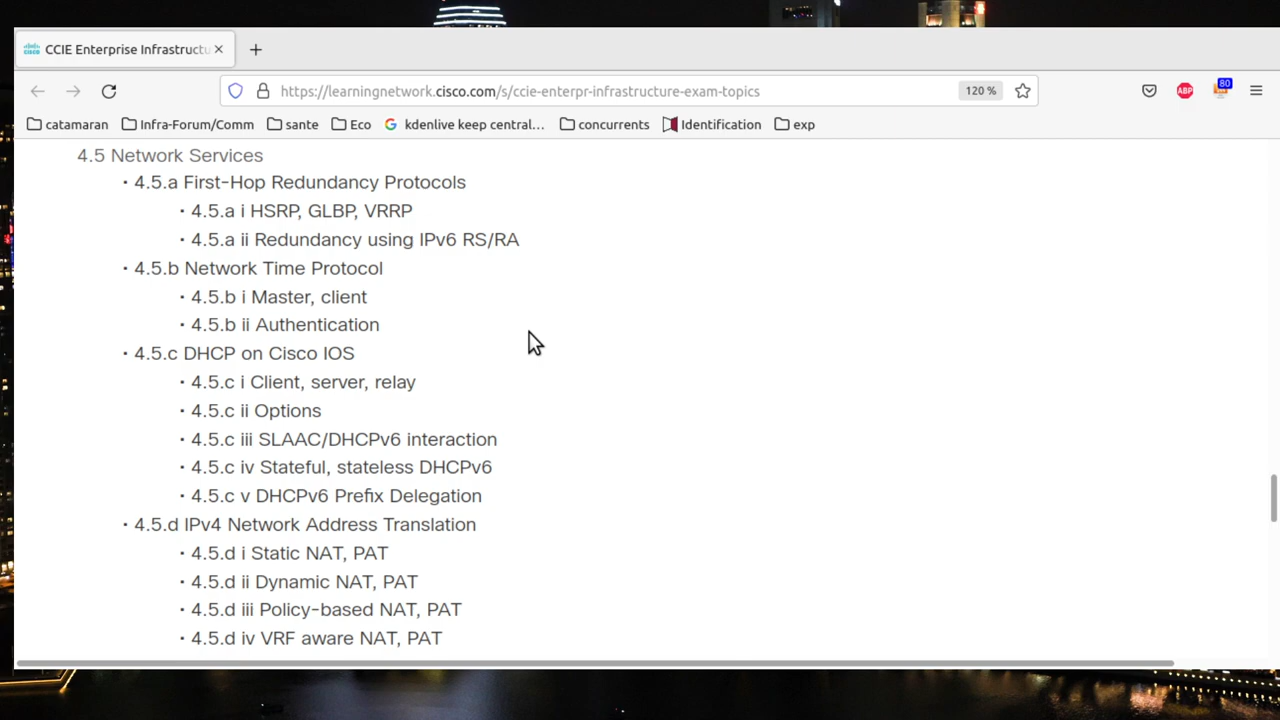 CCIE Enterprise Infrastructu
https://learningnetwork.cisco.com/s/ccie-enterpr-infrastructure-exam-topics
120 %
ABP
80
catamaran Infra-Forum/Comm sante Eco kdenlive keep central… concurrents Identification exp
4.5 Network Services
· 4.5.a First-Hop Redundancy Protocols
· 4.5.a i HSRP, GLBP, VRRP
· 4.5.a ii Redundancy using IPv6 RS/RA
· 4.5.b Network Time Protocol
· 4.5.b i Master, client
· 4.5.b ii Authentication
· 4.5.c DHCP on Cisco IOS
· 4.5.c i Client, server, relay
· 4.5.c ii Options
· 4.5.c iii SLAAC/DHCPv6 interaction
· 4.5.c iv Stateful, stateless DHCPv6
· 4.5.c v DHCPv6 Prefix Delegation
· 4.5.d IPv4 Network Address Translation
· 4.5.d i Static NAT, PAT
· 4.5.d ii Dynamic NAT, PAT
· 4.5.d iii Policy-based NAT, PAT
· 4.5.d iv VRF aware NAT, PAT